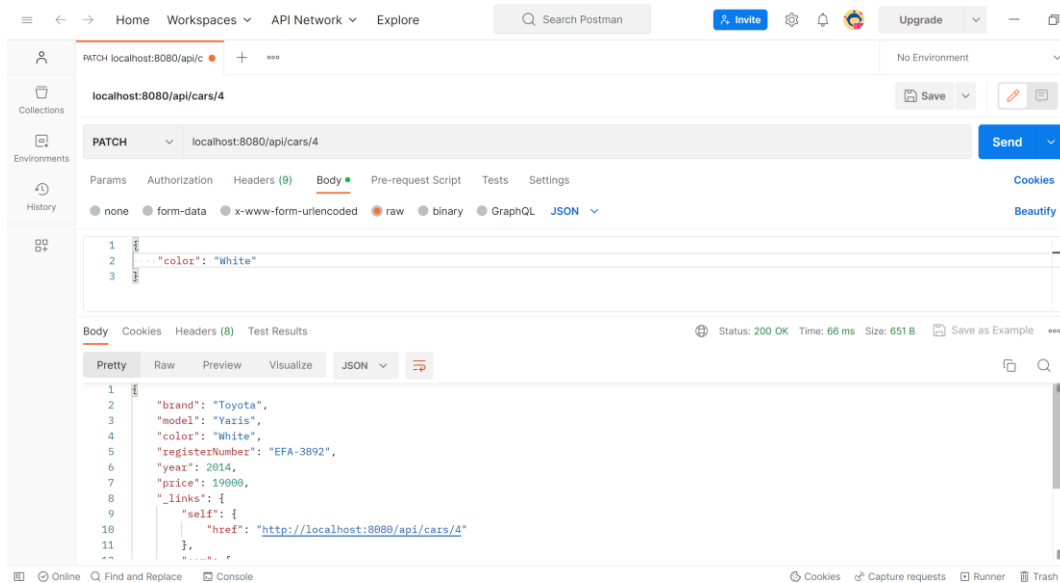 Home Workspaces API Network Explore Search Postman Invite Upgrade
PATCH localhost:8080/api/c No Environment
localhost:8080/api/cars/4 Save
Collections
PATCH localhost:8080/api/cars/4 Send
Environments
Params Authorization Headers (9) Body Pre-request Script Tests Settings Cookies
History
none form-data x-www-form-urlencoded raw binary GraphQL JSON Beautify
1 {
2 "color": "White"
3 }
Body Cookies Headers (8) Test Results Status: 200 OK Time: 66 ms Size: 651 B Save as Example
Pretty Raw Preview Visualize JSON
1 {
2 "brand": "Toyota",
3 "model": "Yaris",
4 "color": "White",
5 "registerNumber": "EFA-3892",
6 "year": 2014,
7 "price": 19000,
8 "_links": {
9 "self": {
10 "href": "http://localhost:8080/api/cars/4"
11 },
Online Find and Replace Console Cookies Capture requests Runner Trash